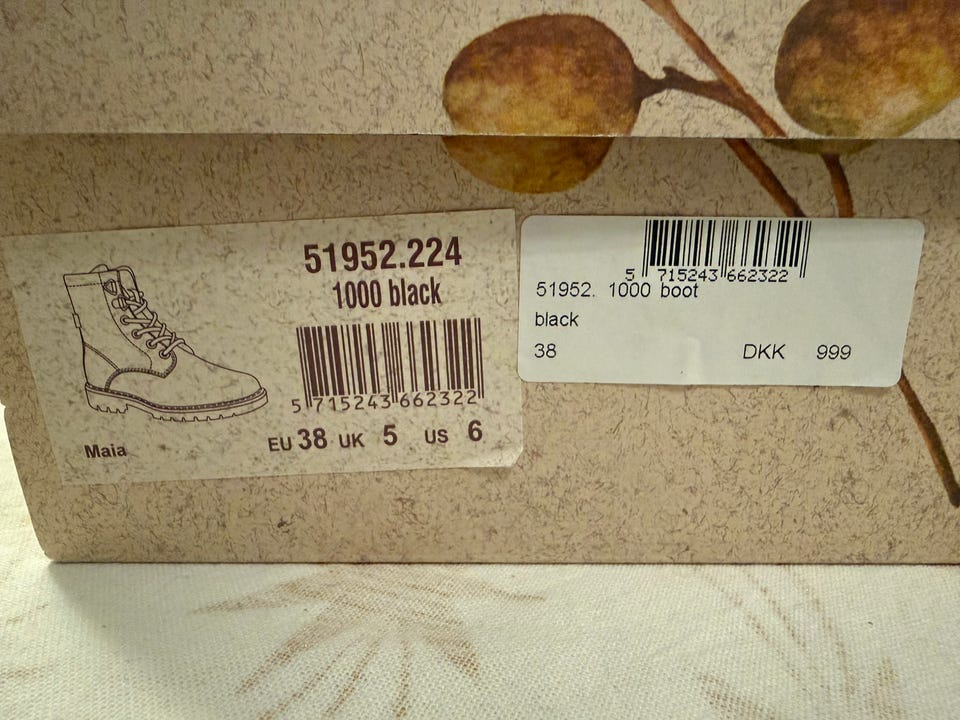 51952.224
1000 black
5 715243 662322
EU 38 UK 5 US 6
Maia
5 715243 662322
51952. 1000 boot
black
38 DKK 999